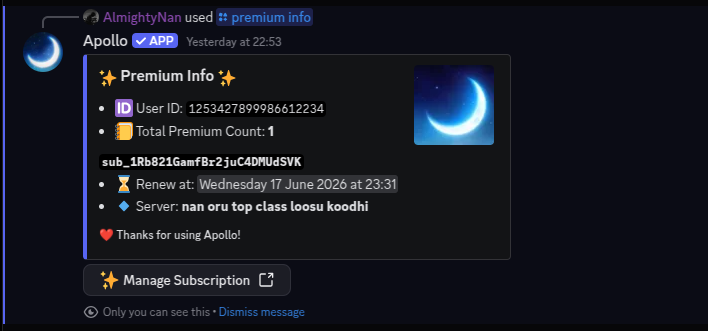 AlmightyNan used premium info
Apollo ✓ APP Yesterday at 22:53
✨ Premium Info ✨
• 🆔 User ID: 1253427899986612234
• 📒 Total Premium Count: 1
sub_1Rb821GamfBr2juC4DMUdSVK
• ⏳ Renew at: Wednesday 17 June 2026 at 23:31
• 🔹 Server: nan oru top class loosu koodhi
❤️ Thanks for using Apollo!
✨ Manage Subscription
Only you can see this • Dismiss message